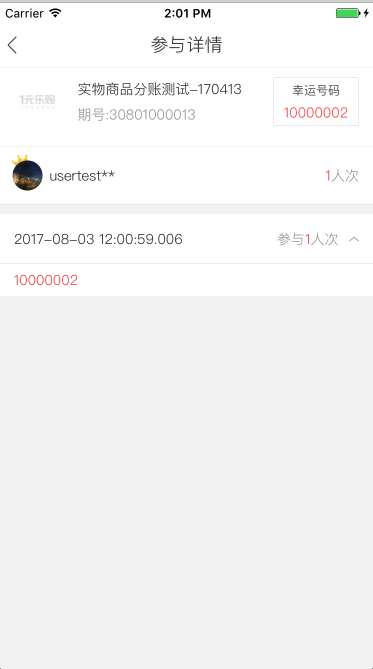 Carrier 2:01 PM
参与详情
1元乐购
实物商品分账测试-170413
期号:30801000013
幸运号码
10000002
usertest**
1人次
2017-08-03 12:00:59.006
参与1人次
10000002